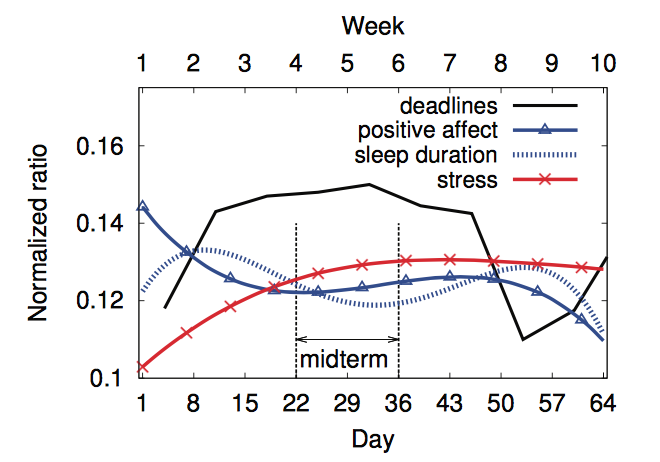 Week
1 2 3 4 5 6 7 8 9 10
deadlines
positive affect
sleep duration
stress
0.16
0.14
0.12
0.1
Normalized ratio
midterm
1 8 15 22 29 36 43 50 57 64
Day